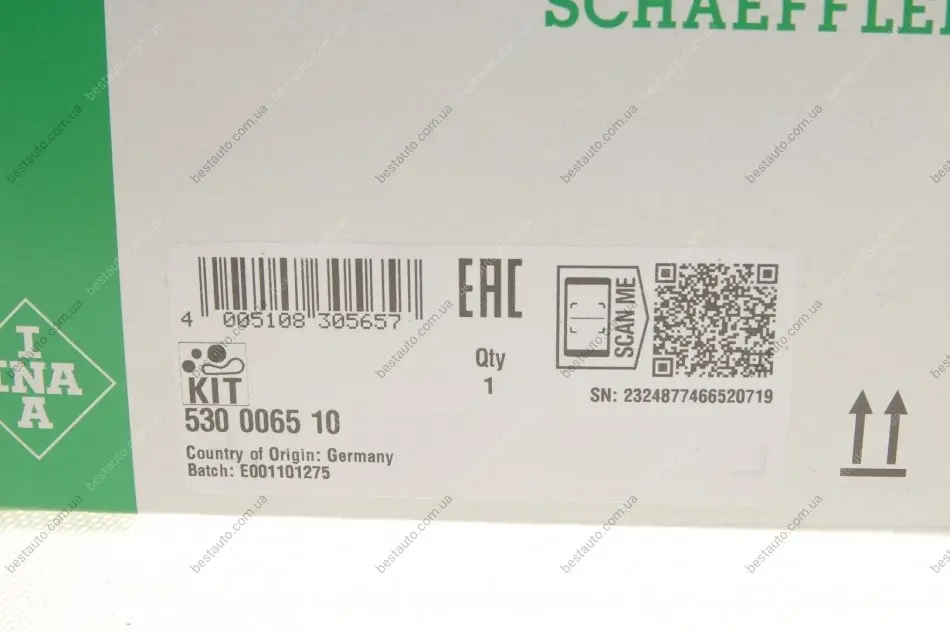 SCHAEFFLER
4 005108 305657
EAC
SCAN ME
Qty
1
KIT
530 0065 10
SN: 2324877466520719
Country of Origin: Germany
Batch: E001101275
INA
INA
bestauto.com.ua